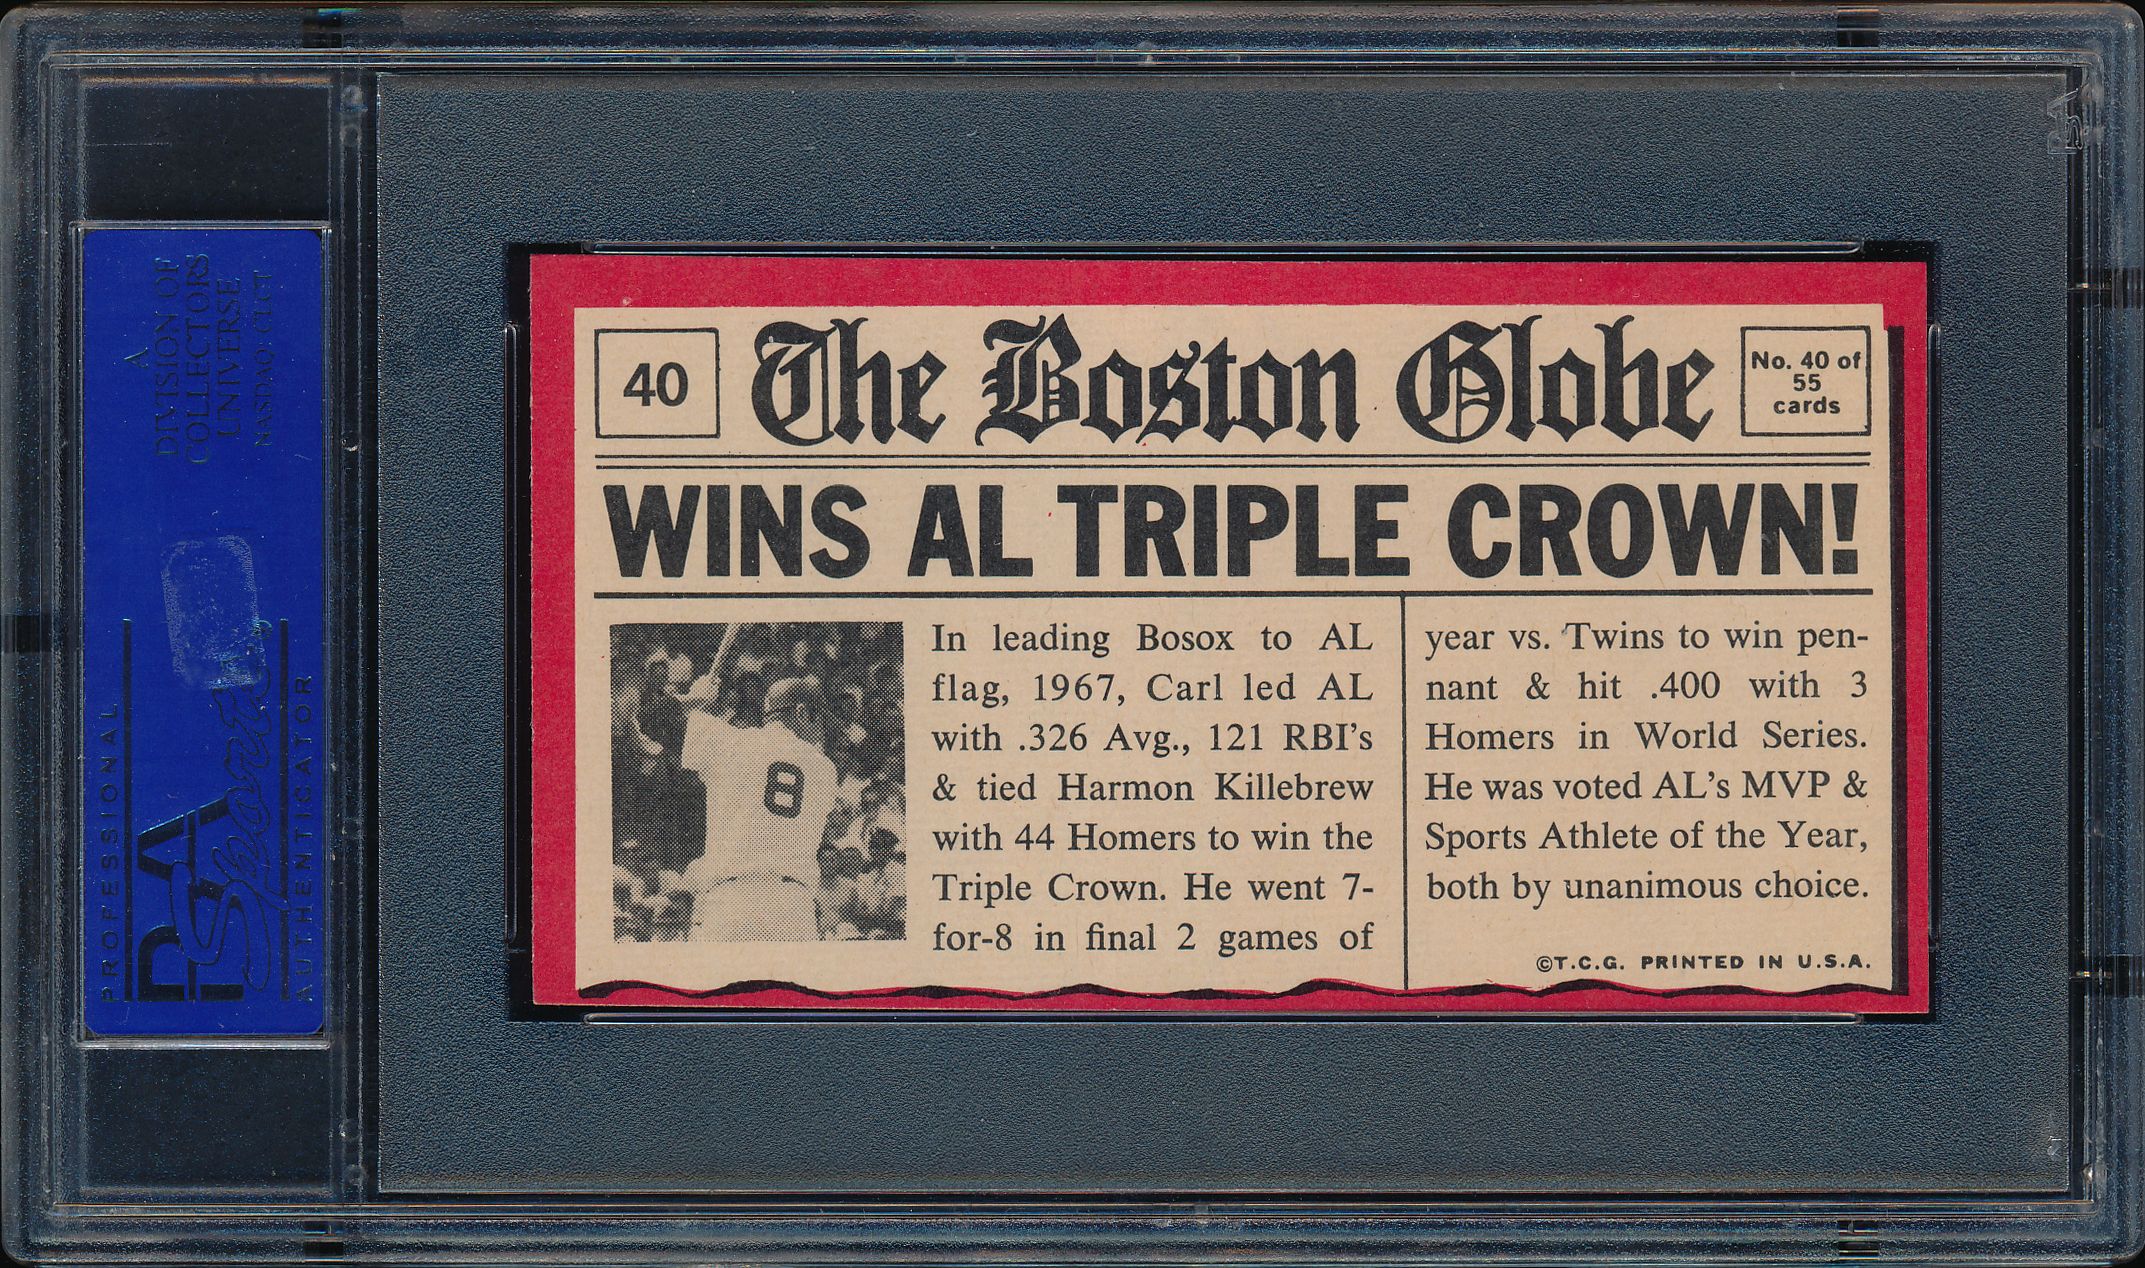 A
DIVISION OF
COLLECTORS
UNIVERSE
NASDAQ: CLCT
PROFESSIONAL
PSA
Sports
AUTHENTICATOR
40
The Boston Globe
No. 40 of
55
cards
WINS AL TRIPLE CROWN!
In leading Bosox to AL
flag, 1967, Carl led AL
with .326 Avg., 121 RBI's
& tied Harmon Killebrew
with 44 Homers to win the
Triple Crown. He went 7-
for-8 in final 2 games of
8
year vs. Twins to win pen-
nant & hit .400 with 3
Homers in World Series.
He was voted AL's MVP &
Sports Athlete of the Year,
both by unanimous choice.
©T.C.G. PRINTED IN U.S.A.
PSA